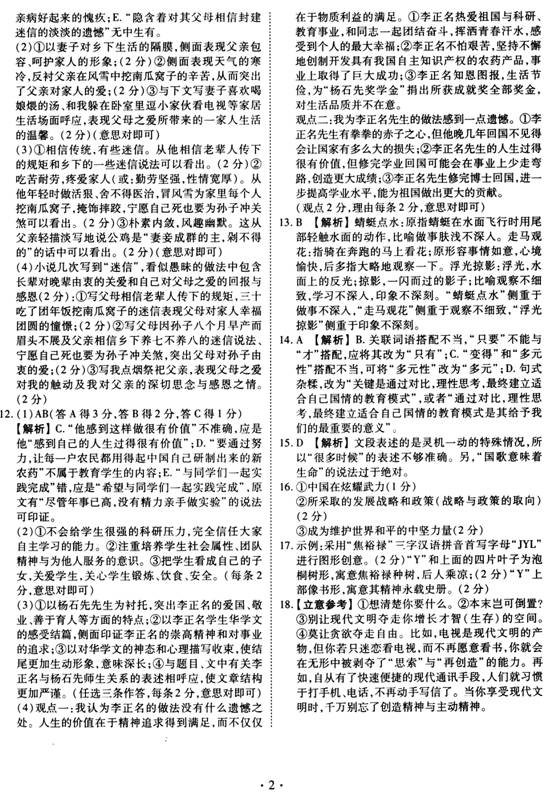 亲病好起来的愧疚;E.“隐含着对其父母相信封建
迷信的淡淡的遗憾”无中生有。
(2)①以妻子对乡下生活的隔膜,侧面表现父亲包
容、呵护家人的形象;(2分)②侧面表现天气的寒
冷,反衬父亲在风雪中挖南瓜窝子的辛苦,从而突出
了父亲对家人的爱;(2分)③与下文写妻子喜欢喝
娘煨的汤、和我躲在卧室里逗小家伙看电视等家居
生活场面呼应,表现父母之爱所带来的一家人生活
的温馨。(2分)(意思对即可)
(3)①相信传统,有些迷信。从他相信老辈人传下
的规矩和乡下的一些迷信说法可以看出。(2分)②
吃苦耐劳,疼爱家人(或:勤劳坚强,性情宽厚)。从
他年轻时做活狠、舍不得医治,冒风雪为家里每个人
挖南瓜窝子,掩饰摔跤,宁愿自己死也要为孙子冲关
煞可以看出。(2分)③朴素内敛,风趣幽默。这从
父亲轻描淡写地说公鸡是“妻妾成群的主,剁不得
的”的话中可以看出。(2分)(意思对即可)
(4)小说几次写到“迷信”,看似愚昧的做法中包含
长辈对晚辈由衷的关爱和自己对父母之爱的回报与
感恩(2分):①写父母相信老辈人传下的规矩,三十
吃了团年饭挖南瓜窝子的迷信表现父母对家人幸福
团圆的憧憬;(2分)②写父母因孙子八个月早产而
眉头不展及父亲相信乡下养七不养八的迷信说法、
宁愿自己死也要为孙子冲关煞,突出父母对孙子由
衷的爱;(2分)③写我点烟祭祀父亲,表现父母之爱
对我的触动及我对父亲的深切思念与感恩之情。
(2分)
12. (1)AB(答A得3分,答B得2分,答C得1分)
【解析】C.“他感到这样做很有价值”不准确,应是
他“感到自己的人生过得很有价值”;D.“要通过努
力,让每一户农民都用得起中国自己研制出来的新
农药”不属于教育学生的内容;E.“与同学们一起实
践完成”错,应是“希望与同学们一起实践完成”,原
文有“尽管年事已高,没有精力亲手做实验”的说法
可印证。
(2)①不会给学生很强的科研压力,完全信任大家
自主学习的能力。②注重培养学生社会属性、团队
精神与为他人服务的意识。③把学生看成自己的子
女,关爱学生,关心学生锻炼、饮食、安全。(每条2
分,意思对即可)
(3)①以杨石先先生为衬托,突出李正名的爱国、敬
业、善于育人等方面的特点;②以李正名学生华学文
的感受结篇,侧面印证李正名的崇高精神和对事业
的追求;③以对华学文的神态和心理描写收束,使结
尾更加生动形象,意味深长;④与题目、文中有关李
正名与杨石先师生关系的表述相呼应,使文章结构
更加严谨。(任选三条作答,每条2分,意思对即可)
(4)观点一:我认为李正名的做法没有什么遗憾之
处。人生的价值在于精神追求得到满足,而不仅仅
在于物质利益的满足。①李正名热爱祖国与科研、
教育事业,和同志一起团结奋斗、挥洒青春汗水,感
受到个人的最大幸福;②李正名不怕艰苦,坚持不懈
地创制开发具有我国自主知识产权的农药产品,事
业上取得了巨大成功;③李正名知恩图报,生活节
俭,为“杨石先奖学金”捐出所获成就奖全部奖金,
对生活品质并不在意。
观点二:我为李正名先生的做法感到一点遗憾。①李
正名先生有拳拳的赤子之心,但他晚几年回国不见得
会让国家有多么大的损失;②李正名先生的人生过得
很有价值,但修完学业回国可能会在事业上少走弯
路,创造更大成绩;③李正名先生修完博士回国,进一
步提高学业水平,能为祖国做出更大的贡献。
(观点2分,理由每条2分,意思对即可)
13. B 【解析】蜻蜓点水:原指蜻蜓在水面飞行时用尾
部轻触水面的动作,比喻做事肤浅不深入。走马观
花:指骑在奔跑的马上看花;原形容事情如意,心境
愉快,后多指大略地观察一下。浮光掠影:浮光,水
面上的反光;掠影,一闪而过的影子;比喻观察不细
致,学习不深入,印象不深刻。“蜻蜓点水”侧重于
做事不深入,“走马观花”侧重于观察不细致,“浮光
掠影”侧重于印象不深刻。
14. A 【解析】B.关联词语搭配不当,“只要”不能与
“才”搭配,应将其改为“只有”;C.“变得”和“多元
性”搭配不当,可将“多元性”改为“多元”;D.句式
杂糅,改为“关键是通过对比,理性思考,最终建立适
合自己国情的教育模式”,或者“通过对比,理性思
考,最终建立适合自己国情的教育模式是其给予我
们的最重要的意义”。
15. D 【解析】文段表述的是灵机一动的特殊情况,所
以“很多时候”的表述不够准确。另,“国歌意味着
生命”的说法过于绝对。
16. ①中国在炫耀武力(1分)
②所采取的发展战略和政策(战略与政策的取向)
(2分)
③成为维护世界和平的中坚力量(2分)
17. 示例:采用“焦裕禄”三字汉语拼音首写字母“JYL”
进行图形创意。(2分)“Y”和上面的四片叶子为泡
桐树形,寓意焦裕禄种树,后人乘凉;(2分)“Y”上
部像书形,寓意其精神永载史册。(2分)
18. 【立意参考】①想清楚你要什么。②本末岂可倒置?
③别让现代文明夺走你增长才智(生存)的空间。
④莫让贪欲夺走自由。比如,电视是现代文明的产
物,但你若只迷恋看电视,而不再愿意看书,你就会
在无形中被剥夺了“思索”与“再创造”的能力。再
如,自从有了快速便捷的现代通讯手段,人们就习惯
于打手机、电话,不再动手写信了。当你享受现代文
明时,千万别忘了创造精神与主动精神。
· 2 ·